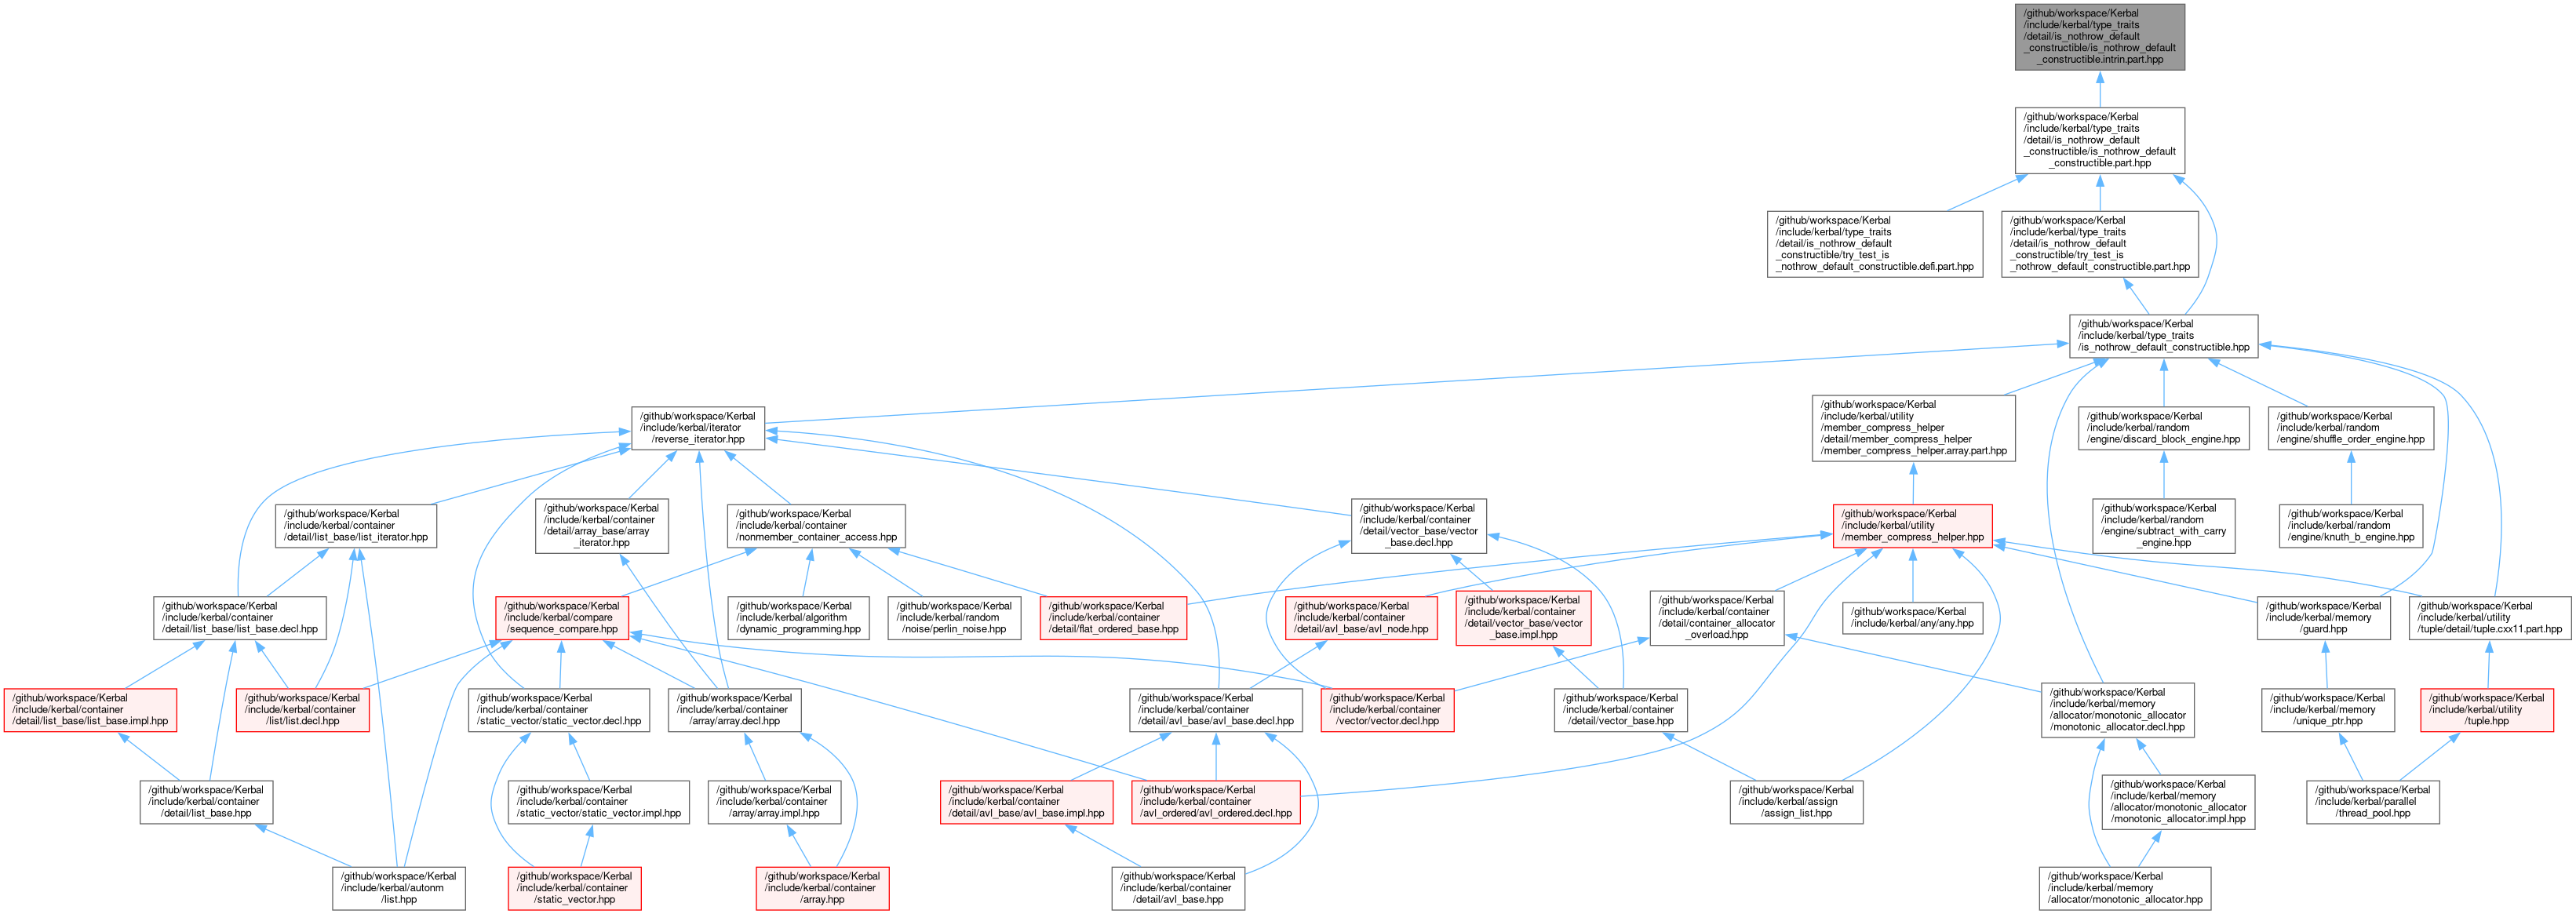 /github/workspace/Kerbal
/include/kerbal/type_traits
/detail/is_nothrow_default
_constructible/is_nothrow_default
_constructible.intrin.part.hpp
/github/workspace/Kerbal
/include/kerbal/type_traits
/detail/is_nothrow_default
_constructible/is_nothrow_default
_constructible.part.hpp
/github/workspace/Kerbal
/include/kerbal/type_traits
/detail/is_nothrow_default
_constructible/try_test_is
_nothrow_default_constructible.defi.part.hpp
/github/workspace/Kerbal
/include/kerbal/type_traits
/detail/is_nothrow_default
_constructible/try_test_is
_nothrow_default_constructible.part.hpp
/github/workspace/Kerbal
/include/kerbal/type_traits
/is_nothrow_default_constructible.hpp
/github/workspace/Kerbal
/include/kerbal/iterator
/reverse_iterator.hpp
/github/workspace/Kerbal
/include/kerbal/utility
/member_compress_helper
/detail/member_compress_helper
/member_compress_helper.array.part.hpp
/github/workspace/Kerbal
/include/kerbal/random
/engine/discard_block_engine.hpp
/github/workspace/Kerbal
/include/kerbal/random
/engine/shuffle_order_engine.hpp
/github/workspace/Kerbal
/include/kerbal/container
/detail/list_base/list_iterator.hpp
/github/workspace/Kerbal
/include/kerbal/container
/detail/array_base/array
_iterator.hpp
/github/workspace/Kerbal
/include/kerbal/container
/nonmember_container_access.hpp
/github/workspace/Kerbal
/include/kerbal/container
/detail/vector_base/vector
_base.decl.hpp
/github/workspace/Kerbal
/include/kerbal/utility
/member_compress_helper.hpp
/github/workspace/Kerbal
/include/kerbal/random
/engine/subtract_with_carry
_engine.hpp
/github/workspace/Kerbal
/include/kerbal/random
/engine/knuth_b_engine.hpp
/github/workspace/Kerbal
/include/kerbal/container
/detail/list_base/list_base.decl.hpp
/github/workspace/Kerbal
/include/kerbal/compare
/sequence_compare.hpp
/github/workspace/Kerbal
/include/kerbal/algorithm
/dynamic_programming.hpp
/github/workspace/Kerbal
/include/kerbal/random
/noise/perlin_noise.hpp
/github/workspace/Kerbal
/include/kerbal/container
/detail/flat_ordered_base.hpp
/github/workspace/Kerbal
/include/kerbal/container
/detail/avl_base/avl_node.hpp
/github/workspace/Kerbal
/include/kerbal/container
/detail/vector_base/vector
_base.impl.hpp
/github/workspace/Kerbal
/include/kerbal/container
/detail/container_allocator
_overload.hpp
/github/workspace/Kerbal
/include/kerbal/any/any.hpp
/github/workspace/Kerbal
/include/kerbal/memory
/guard.hpp
/github/workspace/Kerbal
/include/kerbal/utility
/tuple/detail/tuple.cxx11.part.hpp
/github/workspace/Kerbal
/include/kerbal/container
/detail/list_base/list_base.impl.hpp
/github/workspace/Kerbal
/include/kerbal/container
/list/list.decl.hpp
/github/workspace/Kerbal
/include/kerbal/container
/static_vector/static_vector.decl.hpp
/github/workspace/Kerbal
/include/kerbal/container
/array/array.decl.hpp
/github/workspace/Kerbal
/include/kerbal/container
/detail/avl_base/avl_base.decl.hpp
/github/workspace/Kerbal
/include/kerbal/container
/vector/vector.decl.hpp
/github/workspace/Kerbal
/include/kerbal/container
/detail/vector_base.hpp
/github/workspace/Kerbal
/include/kerbal/memory
/allocator/monotonic_allocator
/monotonic_allocator.decl.hpp
/github/workspace/Kerbal
/include/kerbal/memory
/unique_ptr.hpp
/github/workspace/Kerbal
/include/kerbal/utility
/tuple.hpp
/github/workspace/Kerbal
/include/kerbal/container
/detail/list_base.hpp
/github/workspace/Kerbal
/include/kerbal/container
/static_vector/static_vector.impl.hpp
/github/workspace/Kerbal
/include/kerbal/container
/array/array.impl.hpp
/github/workspace/Kerbal
/include/kerbal/container
/detail/avl_base/avl_base.impl.hpp
/github/workspace/Kerbal
/include/kerbal/container
/avl_ordered/avl_ordered.decl.hpp
/github/workspace/Kerbal
/include/kerbal/assign
/assign_list.hpp
/github/workspace/Kerbal
/include/kerbal/memory
/allocator/monotonic_allocator
/monotonic_allocator.impl.hpp
/github/workspace/Kerbal
/include/kerbal/parallel
/thread_pool.hpp
/github/workspace/Kerbal
/include/kerbal/autonm
/list.hpp
/github/workspace/Kerbal
/include/kerbal/container
/static_vector.hpp
/github/workspace/Kerbal
/include/kerbal/container
/array.hpp
/github/workspace/Kerbal
/include/kerbal/container
/detail/avl_base.hpp
/github/workspace/Kerbal
/include/kerbal/memory
/allocator/monotonic_allocator.hpp